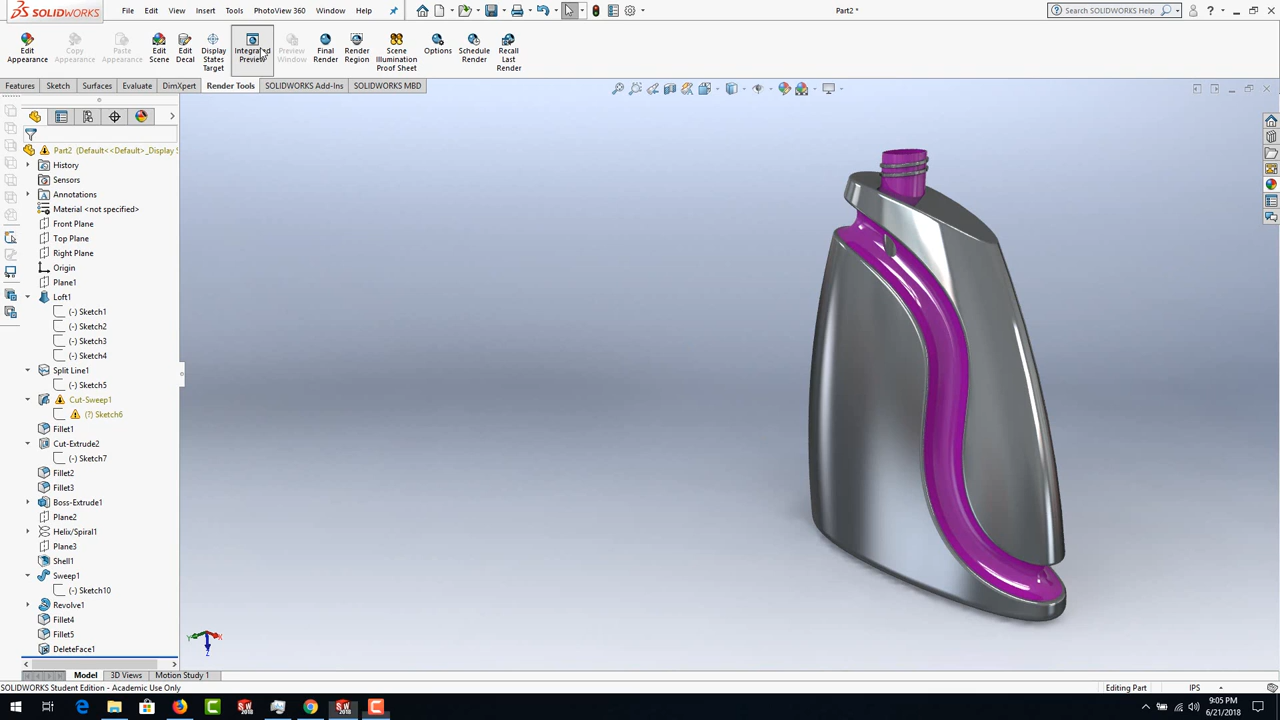 SOLIDWORKS
File Edit View Insert Tools PhotoView 360 Window Help
Part2 *
Search SOLIDWORKS Help
Edit Appearance
Copy Appearance
Paste Appearance
Edit Scene
Edit Decal
Display States Target
Integrated Preview
Preview Window
Final Render
Render Region
Scene Illumination Proof Sheet
Options
Schedule Render
Recall Last Render
Features Sketch Surfaces Evaluate DimXpert Render Tools SOLIDWORKS Add-Ins SOLIDWORKS MBD
Part2 (Default<<Default>_Display S
History
Sensors
Annotations
Material <not specified>
Front Plane
Top Plane
Right Plane
Origin
Plane1
Loft1
(-) Sketch1
(-) Sketch2
(-) Sketch3
(-) Sketch4
Split Line1
(-) Sketch5
Cut-Sweep1
(?) Sketch6
Fillet1
Cut-Extrude2
(-) Sketch7
Fillet2
Fillet3
Boss-Extrude1
Plane2
Helix/Spiral1
Plane3
Shell1
Sweep1
(-) Sketch10
Revolve1
Fillet4
Fillet5
DeleteFace1
Y X
Z
Model 3D Views Motion Study 1
SOLIDWORKS Student Edition - Academic Use Only
Editing Part IPS
9:05 PM
6/21/2018